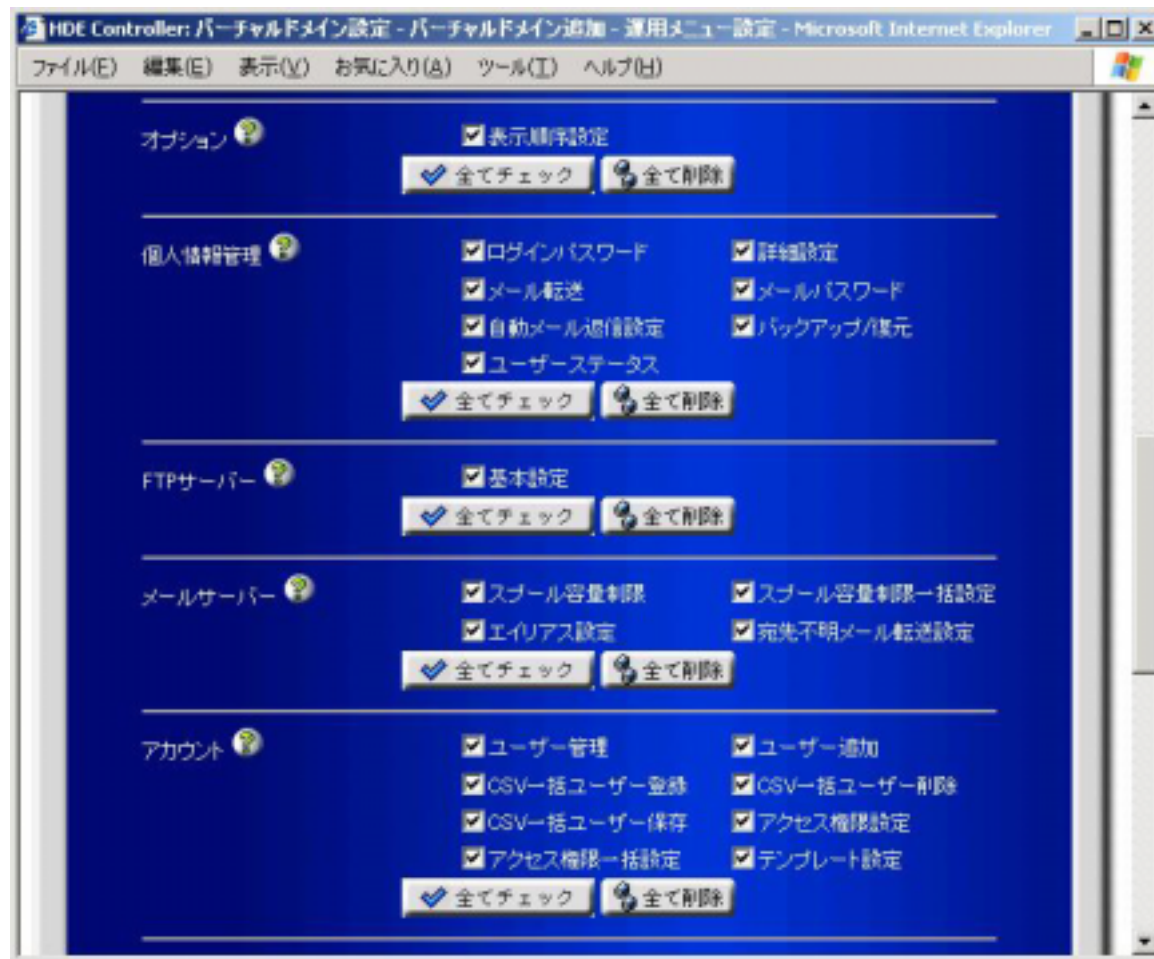 HDE Controller: バーチャルドメイン設定 - バーチャルドメイン追加 - 運用メニュー設定 - Microsoft Internet Explorer
ファイル(F) 編集(E) 表示(V) お気に入り(A) ツール(T) ヘルプ(H)
オプション 表示順序設定
全てチェック 全て削除
個人情報管理 ログインパスワード 詳細設定
メール転送 メールパスワード
自動メール返信設定 バックアップ/復元
ユーザーステータス
全てチェック 全て削除
FTPサーバー 基本設定
全てチェック 全て削除
メールサーバー スプール容量制限 スプール容量制限一括設定
エイリアス設定 宛先不明メール転送設定
全てチェック 全て削除
アカウント ユーザー管理 ユーザー追加
CSV一括ユーザー登録 CSV一括ユーザー削除
CSV一括ユーザー保存 アクセス権限設定
アクセス権限一括設定 テンプレート設定
全てチェック 全て削除